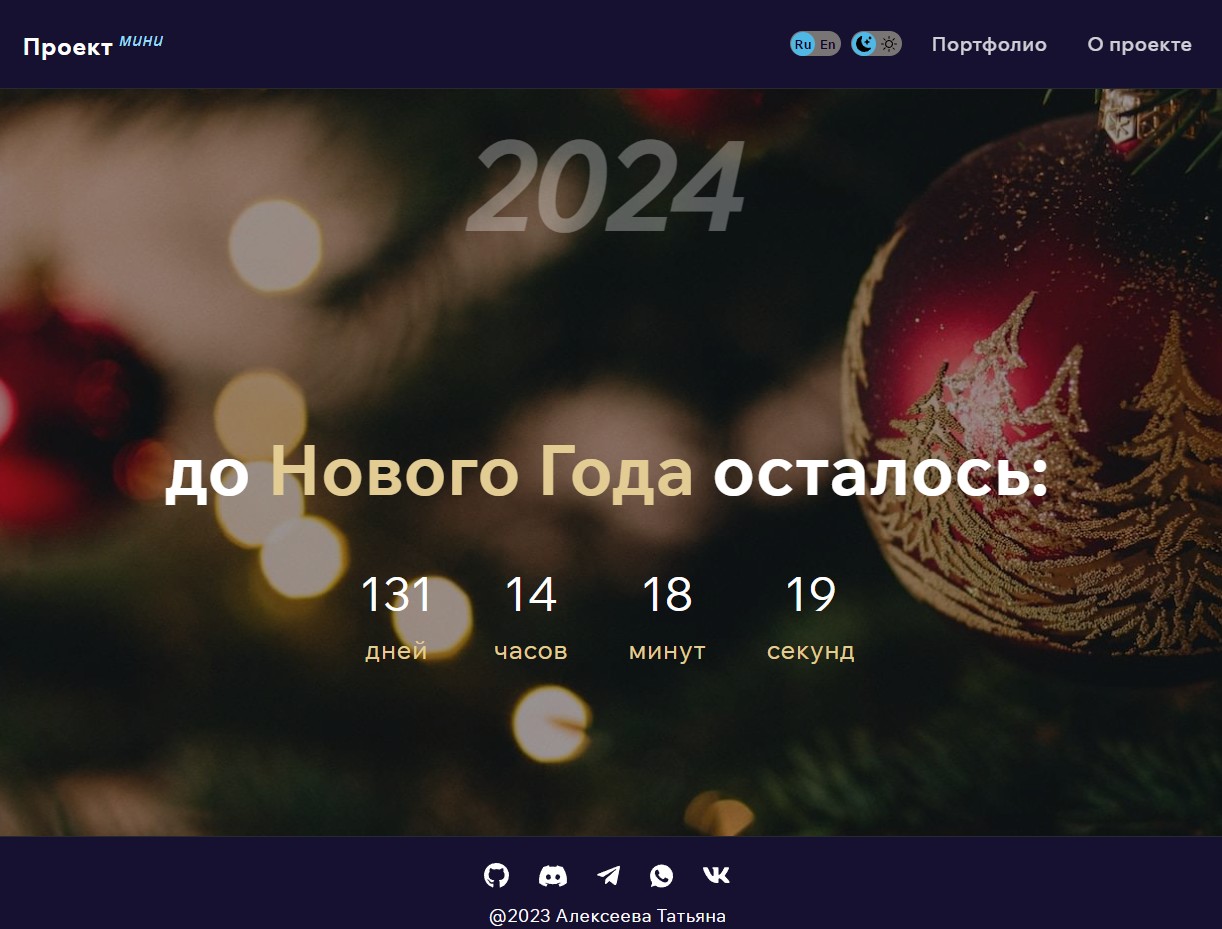 Проект мини
Ru En
Портфолио
О проекте
2024
до Нового Года осталось:
131 14 18 19
дней часов минут секунд
@2023 Алексеева Татьяна